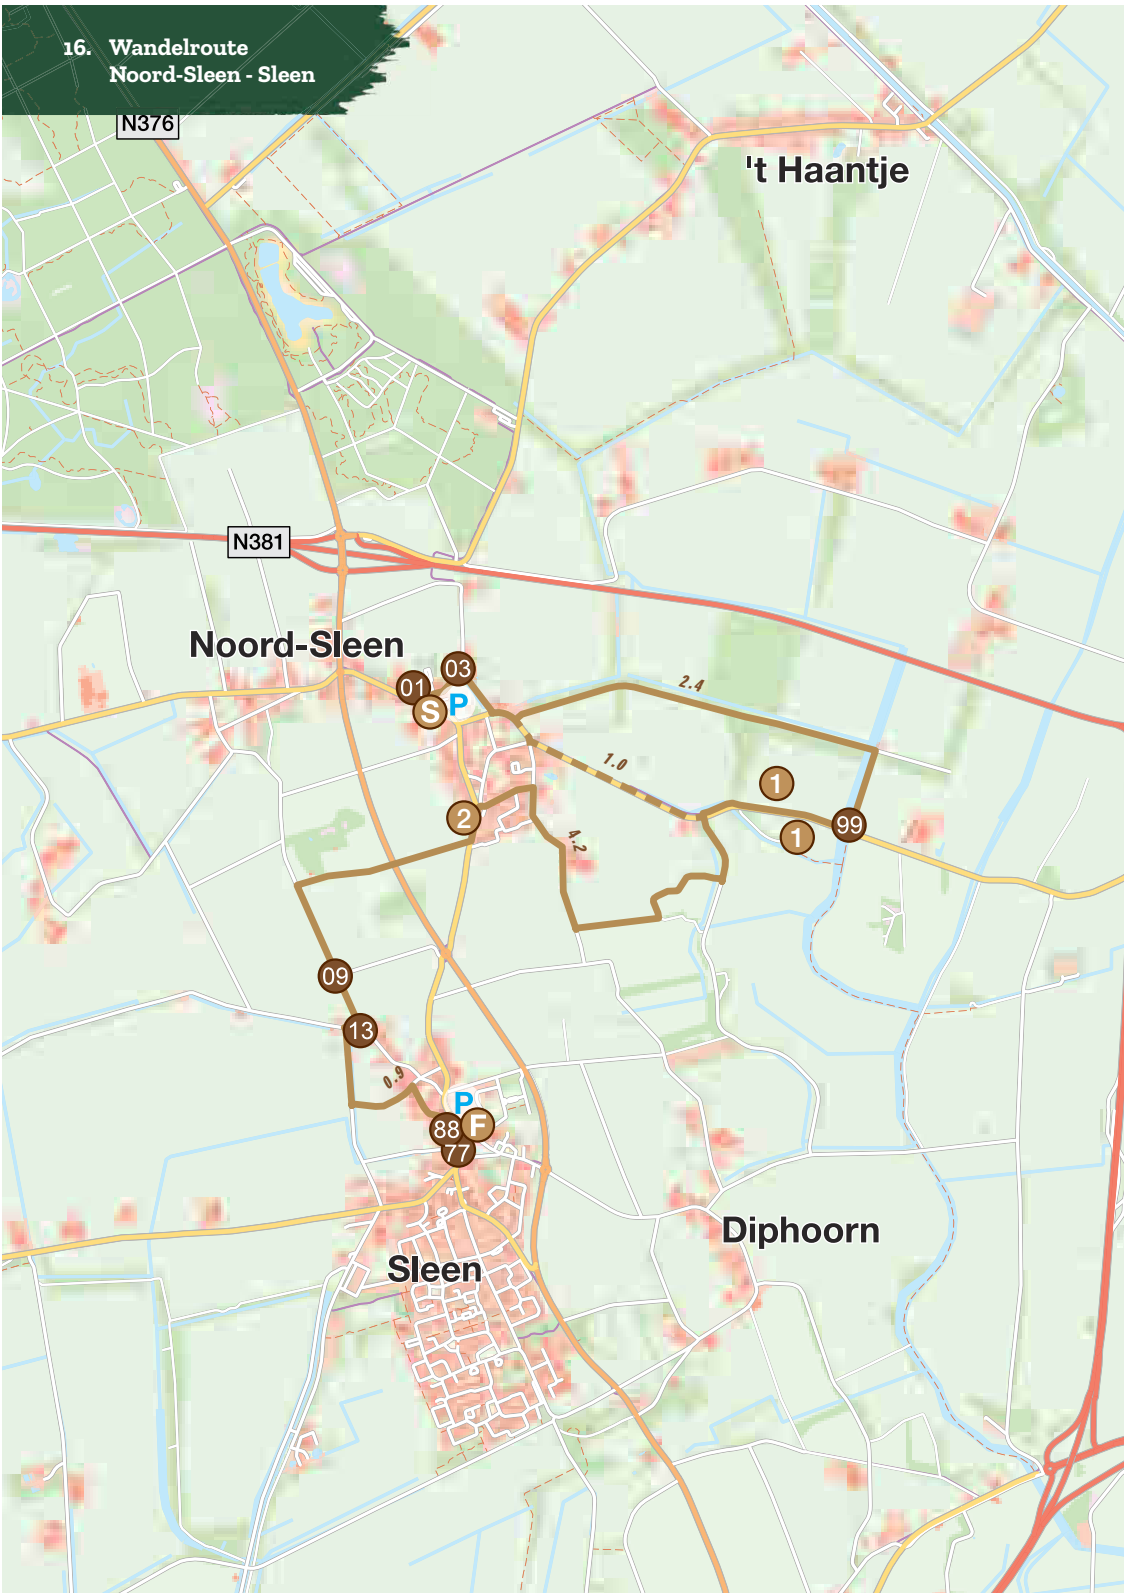 16. Wandelroute
Noord-Sleen - Sleen
N376
't Haantje
N381
Noord-Sleen
03
01
S
P
2.4
1.0
1
2
4.2
1
99
09
13
0.9
P
88
F
77
Diphoorn
Sleen